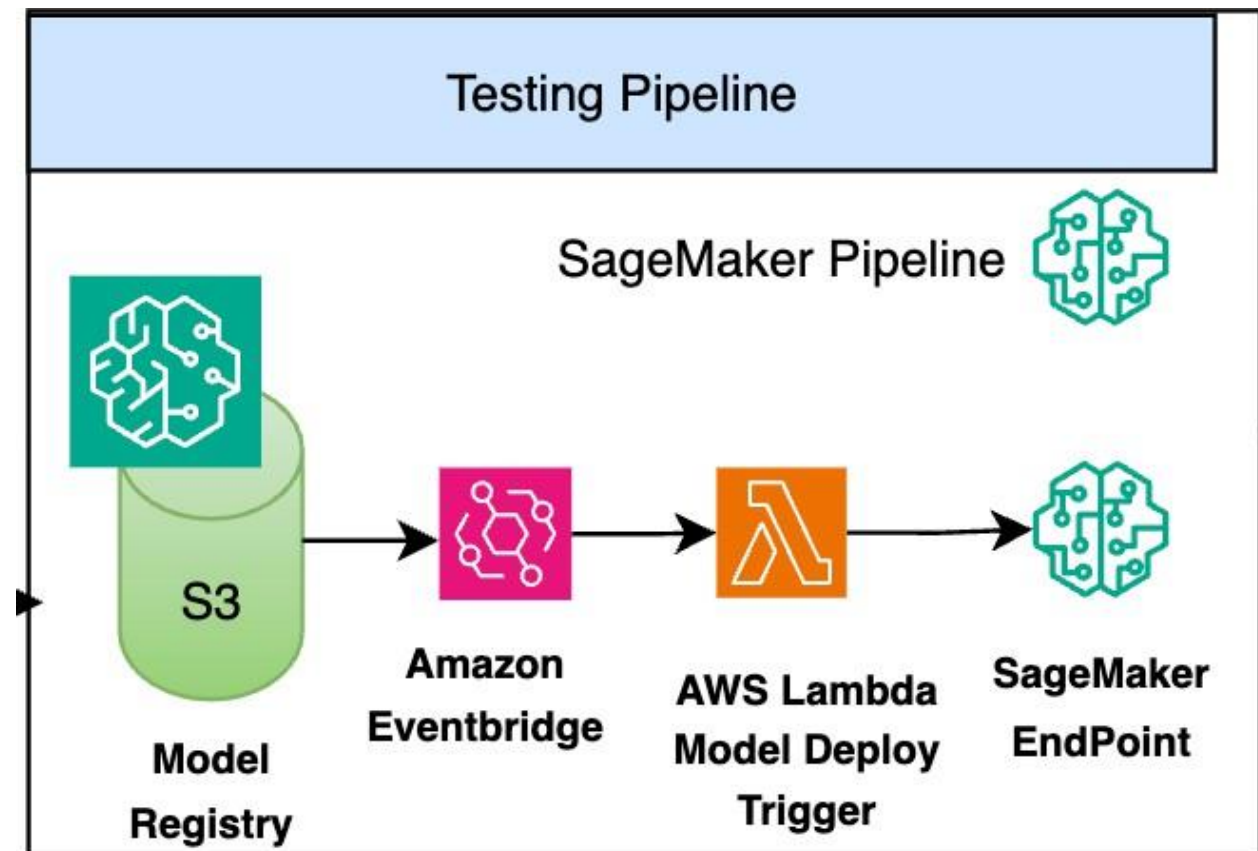 Testing Pipeline
SageMaker Pipeline
S3
Model
Registry
Amazon
Eventbridge
AWS Lambda
Model Deploy
Trigger
SageMaker
EndPoint